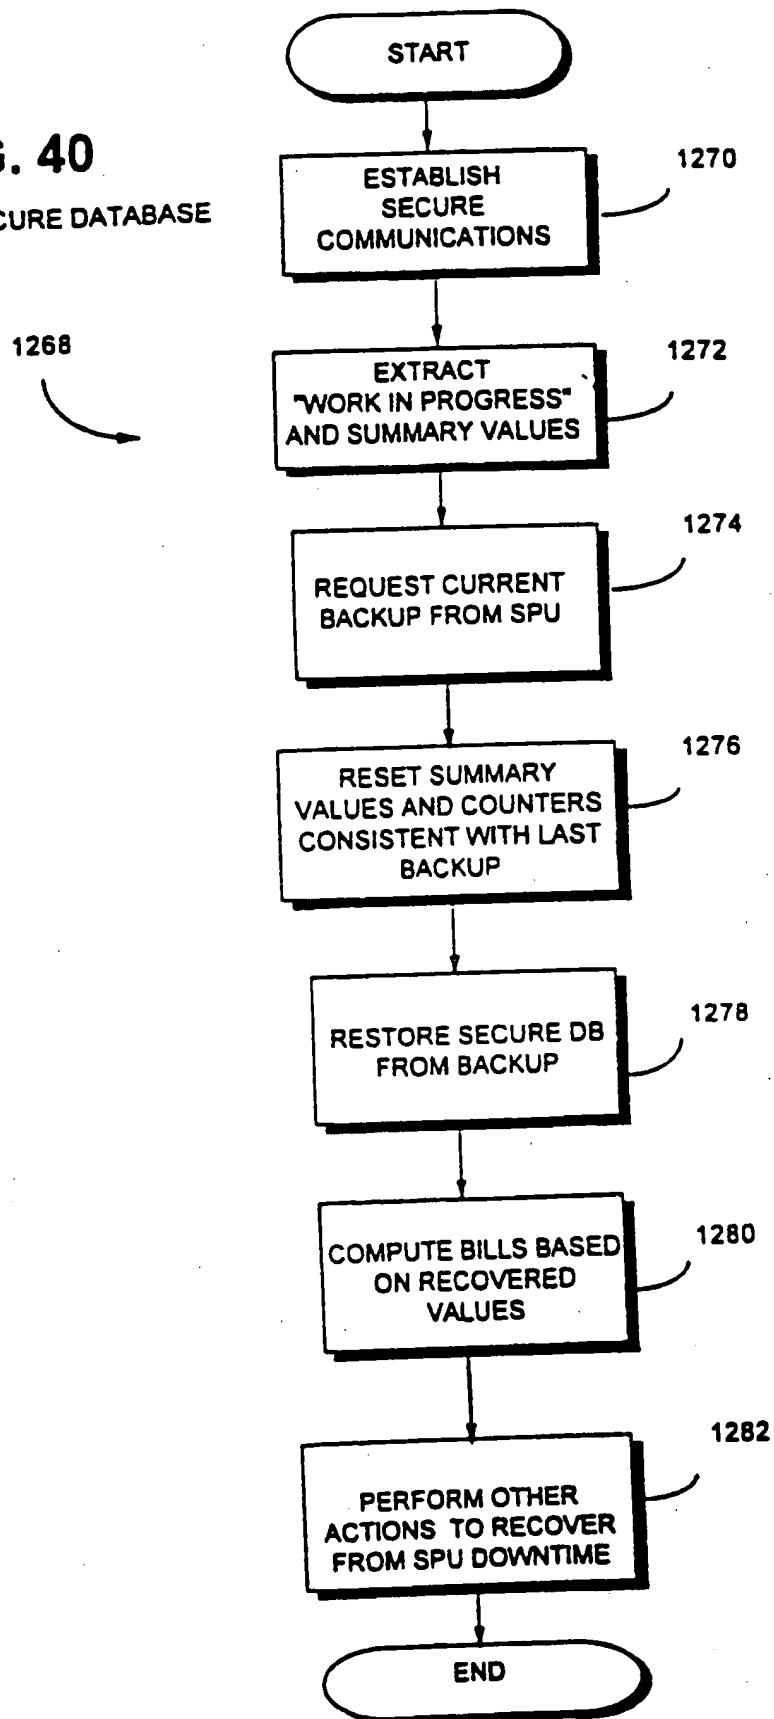 START
. 40
CURE DATABASE
1268
ESTABLISH
SECURE
COMMUNICATIONS
1270
EXTRACT
"WORK IN PROGRESS"
AND SUMMARY VALUES
1272
REQUEST CURRENT
BACKUP FROM SPU
1274
RESET SUMMARY
VALUES AND COUNTERS
CONSISTENT WITH LAST
BACKUP
1276
RESTORE SECURE DB
FROM BACKUP
1278
COMPUTE BILLS BASED
ON RECOVERED
VALUES
1280
PERFORM OTHER
ACTIONS TO RECOVER
FROM SPU DOWNTIME
1282
END